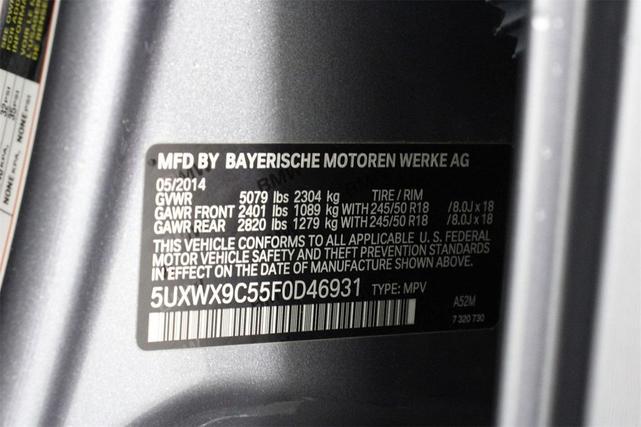 MFD BY BAYERISCHE MOTOREN WERKE AG
05/2014
GVWR 5079 lbs 2304 kg TIRE / RIM
GAWR FRONT 2401 lbs 1089 kg WITH 245/50 R18 /8.0J x 18
GAWR REAR 2820 lbs 1279 kg WITH 245/50 R18 /8.0J x 18
THIS VEHICLE CONFORMS TO ALL APPLICABLE U.S. FEDERAL
MOTOR VEHICLE SAFETY AND THEFT PREVENTION STANDARDS
IN EFFECT ON THE DATE OF MANUFACTURE SHOWN ABOVE.
5UXWX9C55F0D46931 TYPE: MPV
A52M
7 320 730